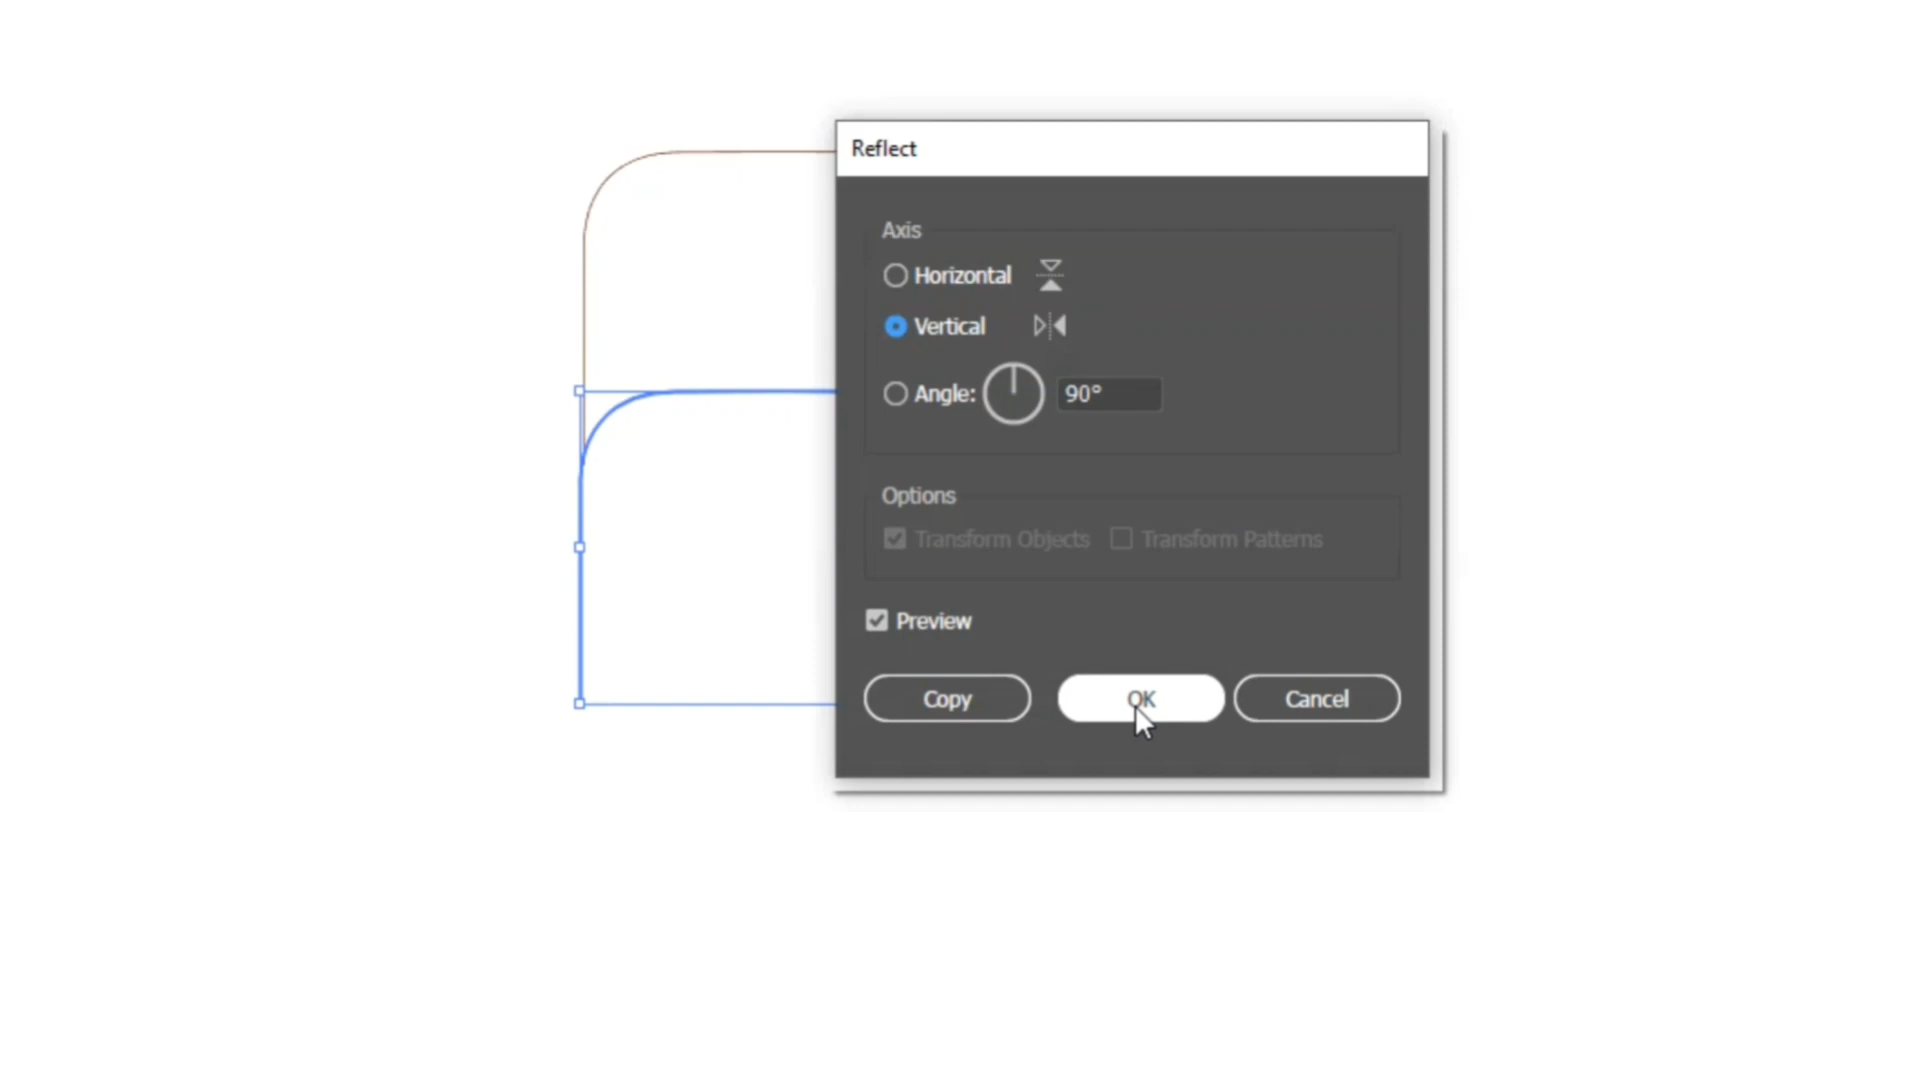 Reflect
Axis
Horizontal
Vertical
Angle: 90°
Options
Transform Objects Transform Patterns
Preview
Copy OK Cancel